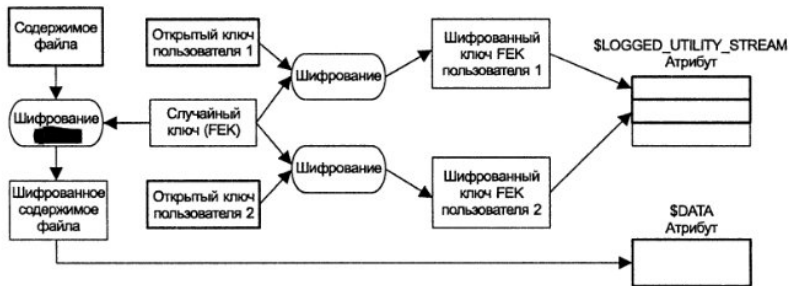 Содержимое
файла
Открытый ключ
пользователя 1
Шифрование
Шифрованный
ключ FEK
пользователя 1
$LOGGED_UTILITY_STREAM
Атрибут
Шифрование
Случайный
ключ (FEK)
Шифрованное
содержимое
файла
Открытый ключ
пользователя 2
Шифрование
Шифрованный
ключ FEK
пользователя 2
$DATA
Атрибут